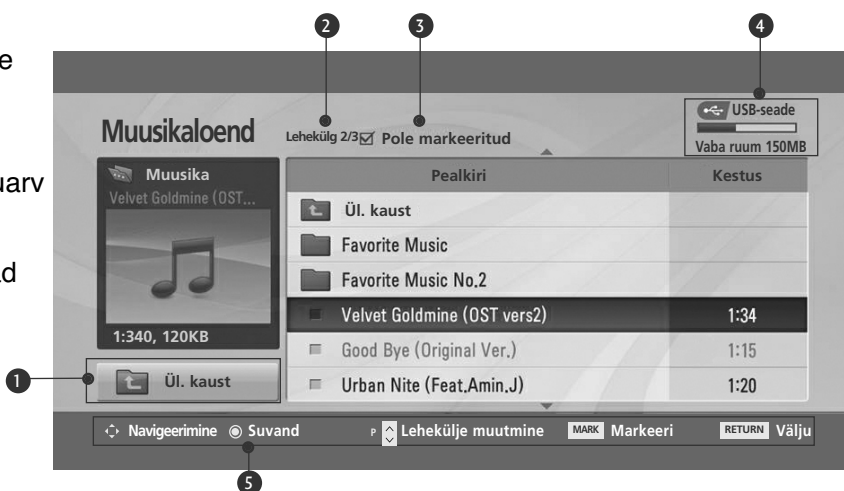 2 3 4
e
uarv
d
Muusikaloend
Lehekülg 2/3 Pole markeeritud
USB-seade
Vaba ruum 150MB
Muusika
Velvet Goldmine (OST...
1:340, 120KB
Pealkiri Kestus
Ül. kaust
Favorite Music
Favorite Music No.2
Velvet Goldmine (OST vers2) 1:34
Good Bye (Original Ver.) 1:15
Urban Nite (Feat.Amin.J) 1:20
1 Ül. kaust
Navigeerimine Suvand P Lehekülje muutmine MARK Markeeri RETURN Välju
5